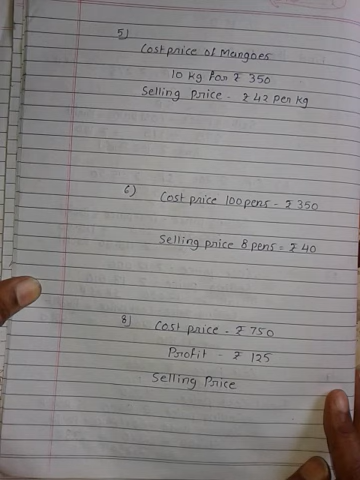 5)
Cost price of Mangoes
10 kg for ₹ 350
Selling Price - ₹ 42 per kg
6)
Cost price 100 pens - ₹ 350
Selling price 8 pens = ₹ 40
8) Cost price - ₹ 750
Profit - ₹ 125
Selling Price